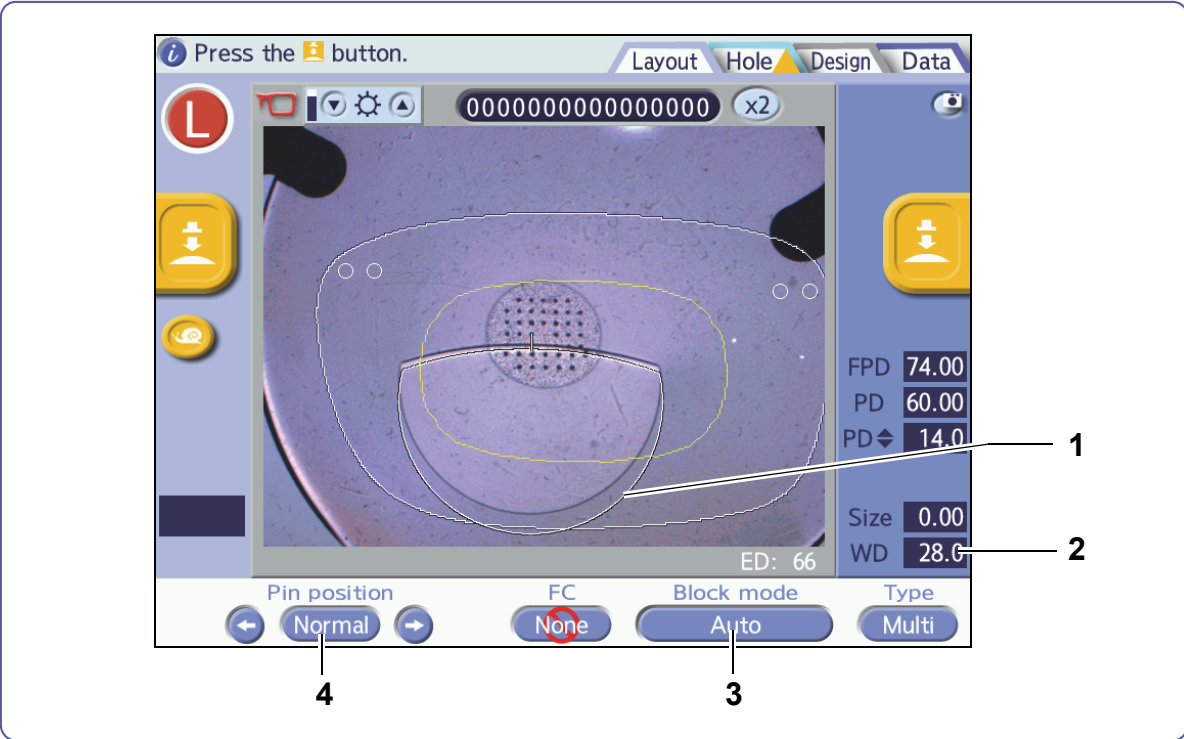 Press the button.
Layout Hole Design Data
L
0000000000000000 x2
FPD 74.00
PD 60.00
PD 14.0
1
Size 0.00
WD 28.0
2
ED: 66
Pin position FC Block mode Type
Normal None Auto Multi
4 3